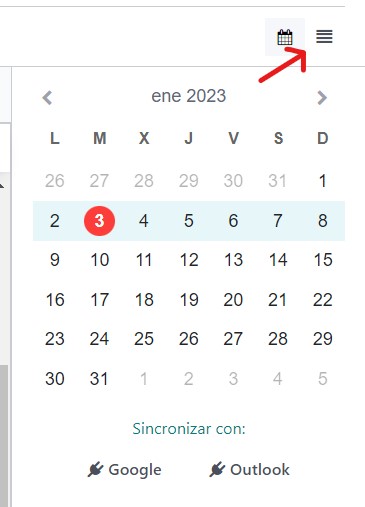 ene 2023
L M X J V S D
26 27 28 29 30 31 1
2 3 4 5 6 7 8
9 10 11 12 13 14 15
16 17 18 19 20 21 22
23 24 25 26 27 28 29
30 31 1 2 3 4 5
Sincronizar con:
Google Outlook